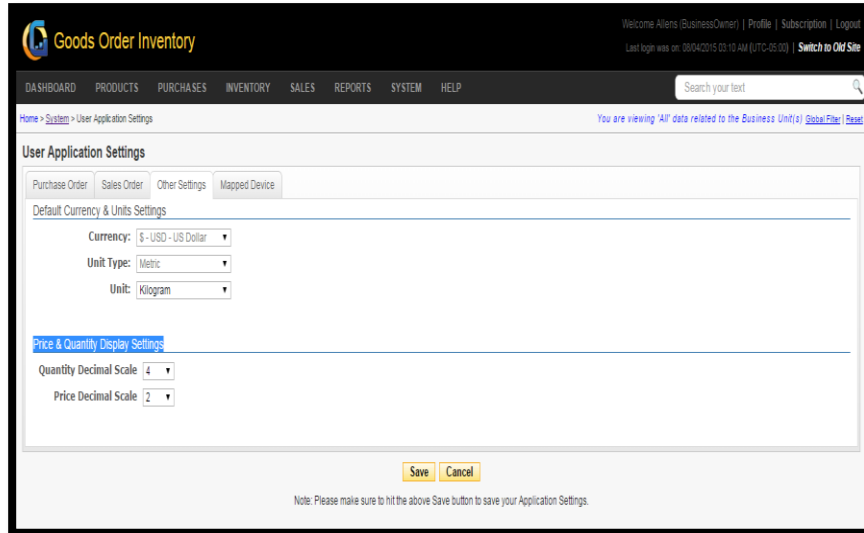 Welcome Allens (BusinessOwner) | Profile | Subscription | Logout
Goods Order Inventory
Last login was on: 08/04/2015 03:10 AM (UTC-05:00) | Switch to Old Site
DASHBOARD PRODUCTS PURCHASES INVENTORY SALES REPORTS SYSTEM HELP Search your text
Home > System > User Application Settings You are viewing 'All' data related to the Business Unit(s) Global Filter | Reset
User Application Settings
Purchase Order Sales Order Other Settings Mapped Device
Default Currency & Units Settings
Currency: $ - USD - US Dollar
Unit Type: Metric
Unit: Kilogram
Price & Quantity Display Settings
Quantity Decimal Scale 4
Price Decimal Scale 2
Save Cancel
Note: Please make sure to hit the above Save button to save your Application Settings.